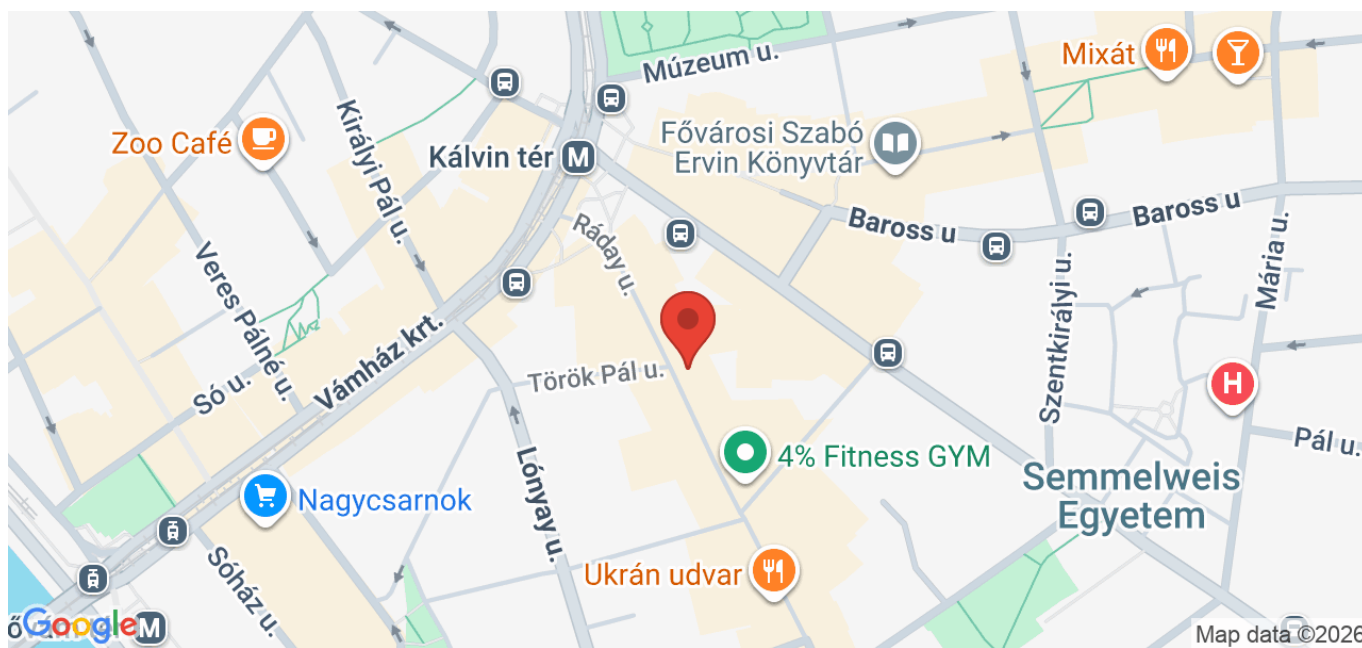 Múzeum u.
Mixát
Zoo Café
Királyi Pál u.
Kálvin tér
M
Fővárosi Szabó
Ervin Könyvtár
Baross u
Baross u
Mária u.
Ráday u.
Veres Pálné u.
Szentkirályi u.
Vámház krt.
Só u.
Török Pál u.
H
Pál u.
4% Fitness GYM
Lónyay u.
Nagycsarnok
Semmelweis
Egyetem
Sóház u.
Ukrán udvar
Google
M
Map data ©2026